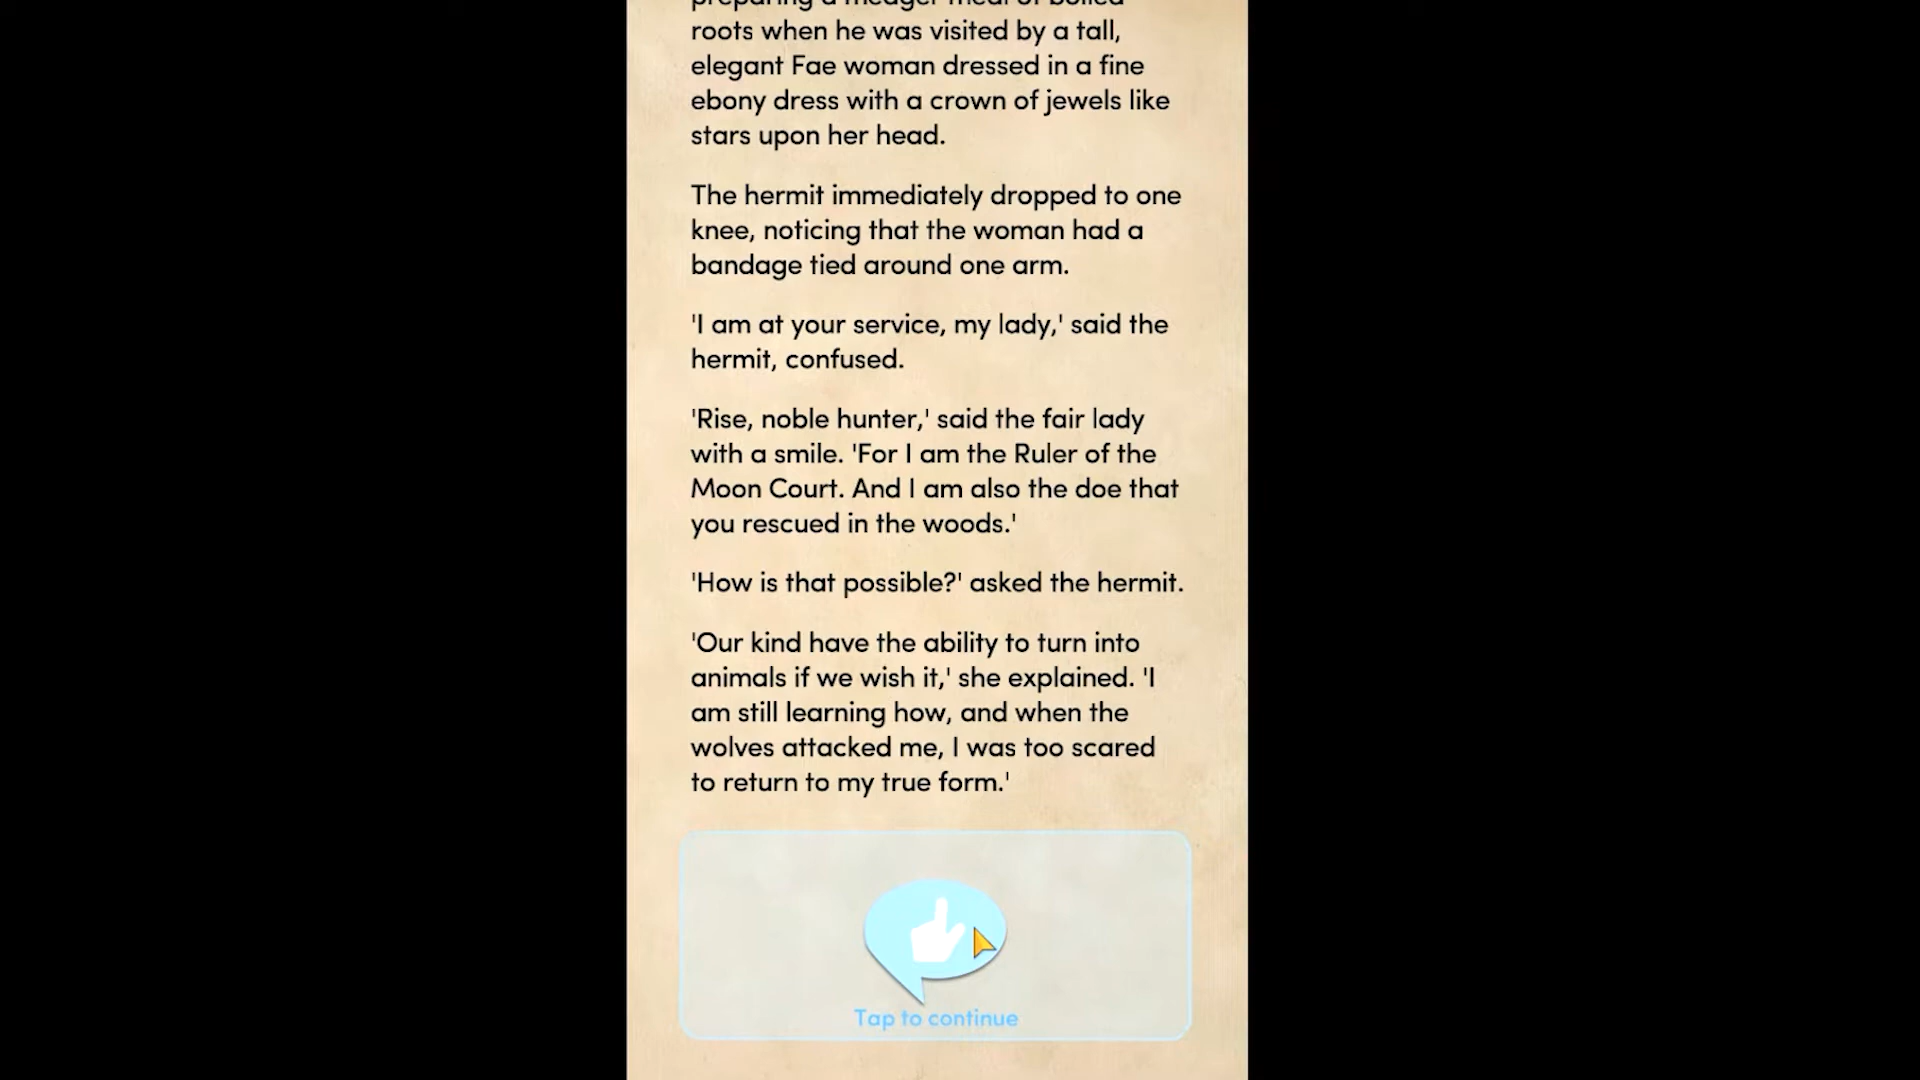 preparing a meager meal of boiled
roots when he was visited by a tall,
elegant Fae woman dressed in a fine
ebony dress with a crown of jewels like
stars upon her head.
The hermit immediately dropped to one
knee, noticing that the woman had a
bandage tied around one arm.
'I am at your service, my lady,' said the
hermit, confused.
'Rise, noble hunter,' said the fair lady
with a smile. 'For I am the Ruler of the
Moon Court. And I am also the doe that
you rescued in the woods.'
'How is that possible?' asked the hermit.
'Our kind have the ability to turn into
animals if we wish it,' she explained. 'I
am still learning how, and when the
wolves attacked me, I was too scared
to return to my true form.'
Tap to continue